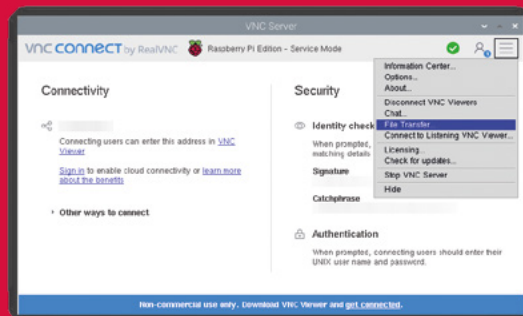 VNC Server
vnc connect by RealVNC Raspberry Pi Edition - Service Mode
Connectivity
Connecting users can enter this address in VNC
Viewer
Sign in to enable cloud connectivity or learn more
about the benefits
Other ways to connect
Security
Identity check
When prompted,
matching details
Signature
Catchphrase
Authentication
When prompted, connecting users should enter their
UNIX user name and password.
Information Center...
Options...
About...
Disconnect VNC Viewers
Chat...
File Transfer
Connect to Listening VNC Viewer...
Licensing...
Check for updates...
Stop VNC Server
Hide
Non-commercial use only. Download VNC Viewer and get connected.